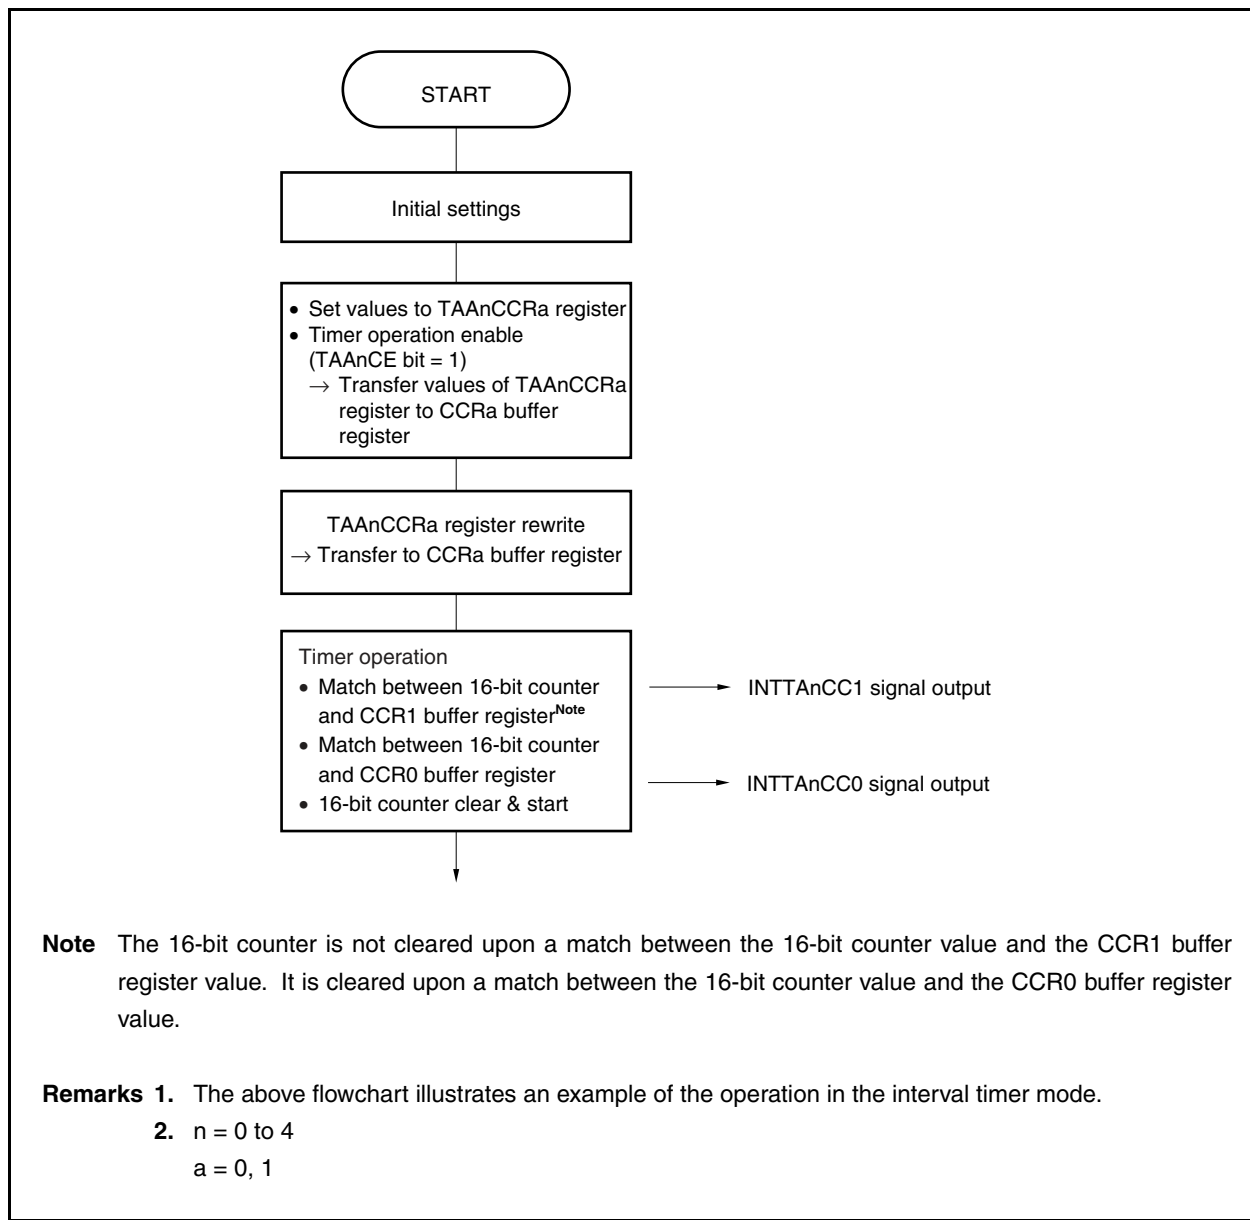 START
Initial settings
• Set values to TAAnCCRa register
• Timer operation enable
(TAAnCE bit = 1)
→ Transfer values of TAAnCCRa
register to CCRa buffer
register
TAAnCCRa register rewrite
→ Transfer to CCRa buffer register
Timer operation
• Match between 16-bit counter
and CCR1 buffer registerNote
• Match between 16-bit counter
and CCR0 buffer register
• 16-bit counter clear & start
INTTAnCC1 signal output
INTTAnCC0 signal output
Note The 16-bit counter is not cleared upon a match between the 16-bit counter value and the CCR1 buffer
register value. It is cleared upon a match between the 16-bit counter value and the CCR0 buffer register
value.
Remarks 1. The above flowchart illustrates an example of the operation in the interval timer mode.
2. n = 0 to 4
a = 0, 1